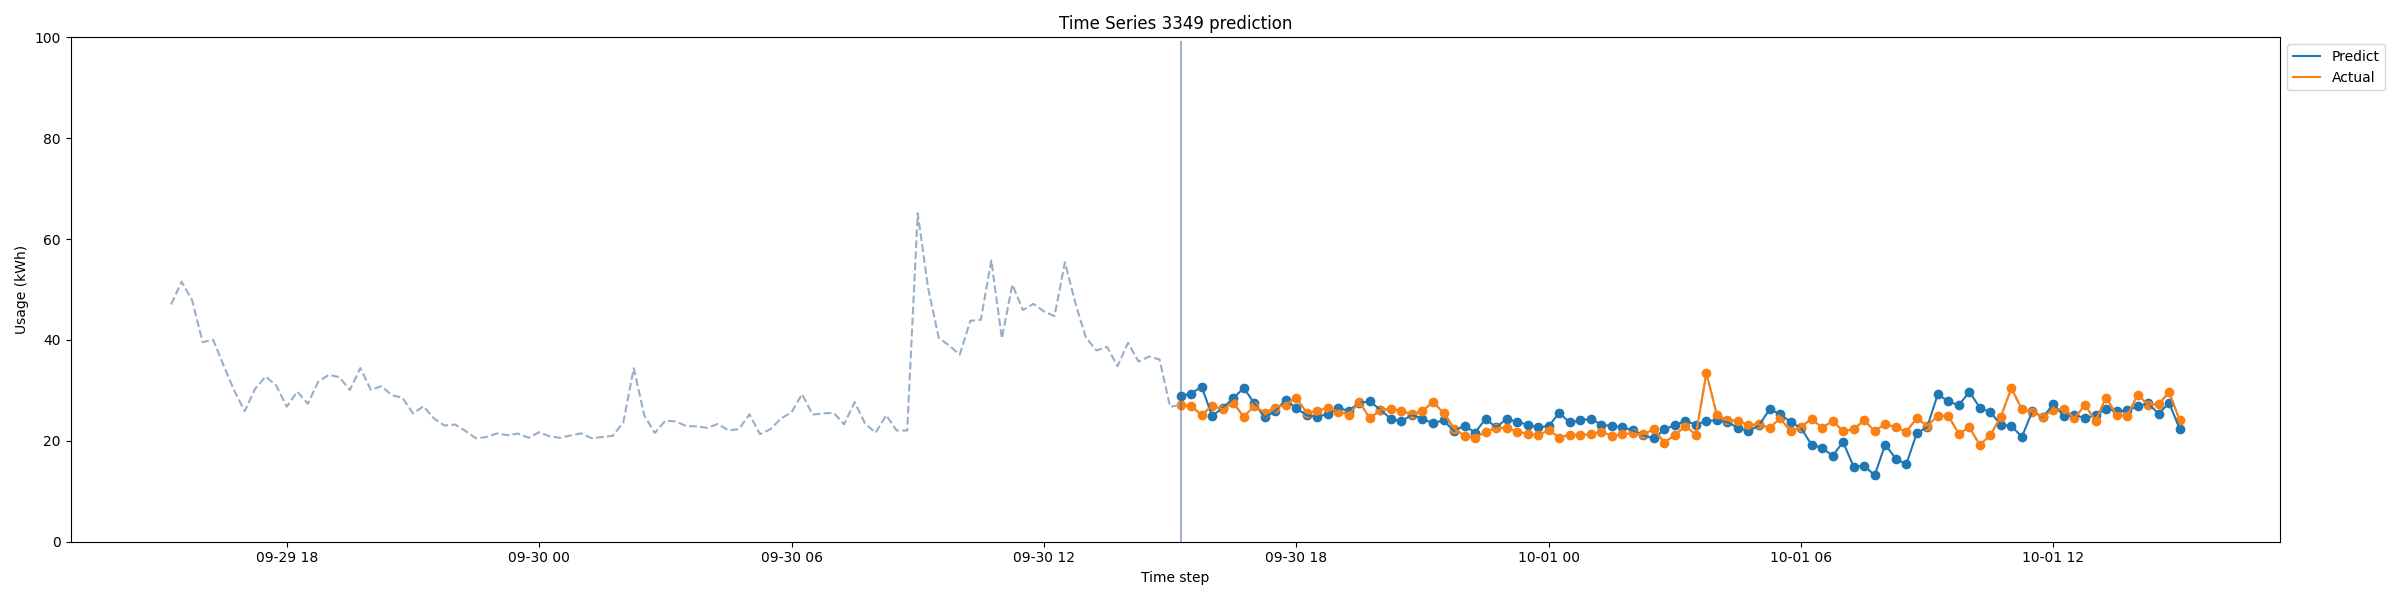 Time Series 3349 prediction
100
80
60
40
20
0
Usage (kWh)
09-29 18
09-30 00
09-30 06
09-30 12
09-30 18
10-01 00
10-01 06
10-01 12
Time step
Predict
Actual